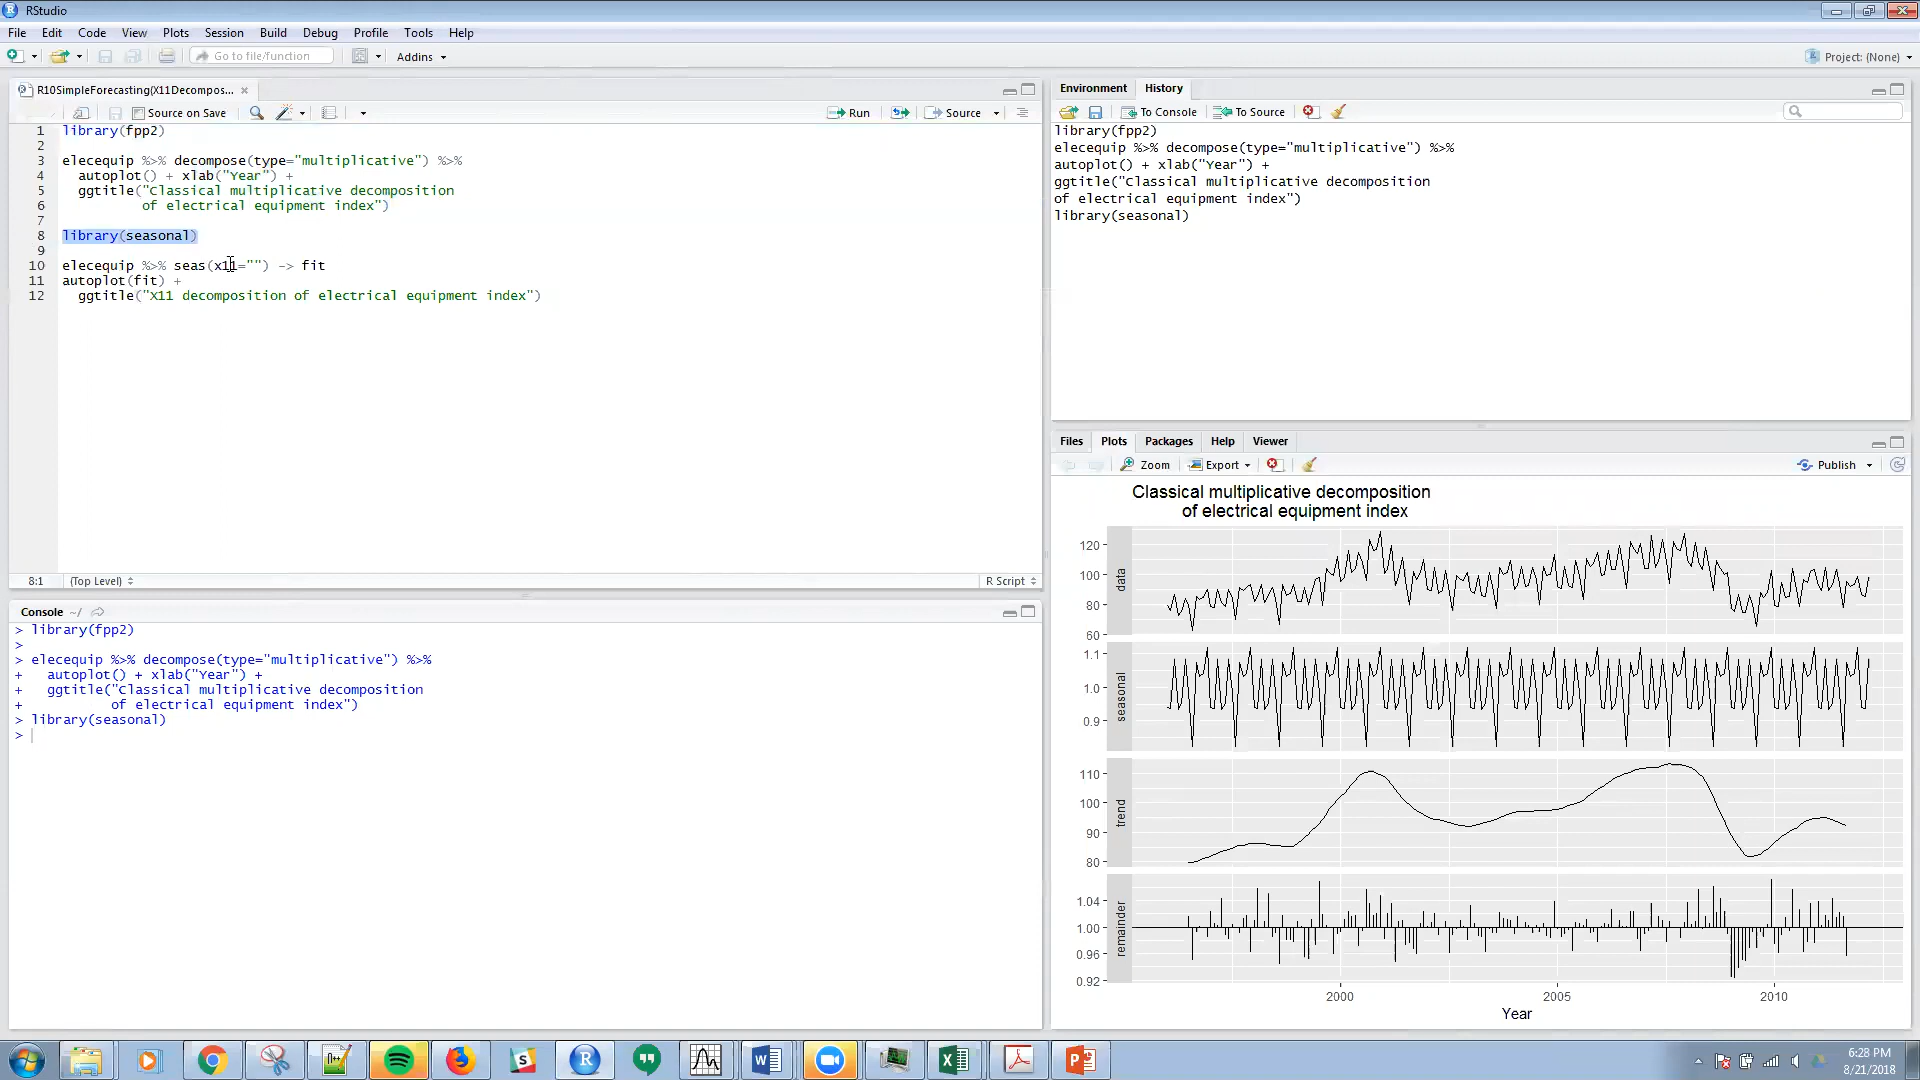 RStudio
File Edit Code View Plots Session Build Debug Profile Tools Help
Go to file/function Addins Project: (None)
R10SimpleForecasting(X11Decompos...
Source on Save Run Source
1 library(fpp2)
2
3 elecequip %>% decompose(type="multiplicative") %>%
4 autoplot() + xlab("Year") +
5 ggtitle("Classical multiplicative decomposition
6 of electrical equipment index")
7
8 library(seasonal)
9
10 elecequip %>% seas(x11="") -> fit
11 autoplot(fit) +
12 ggtitle("X11 decomposition of electrical equipment index")
8:1 (Top Level) R Script
Console ~/
> library(fpp2)
>
> elecequip %>% decompose(type="multiplicative") %>%
+ autoplot() + xlab("Year") +
+ ggtitle("Classical multiplicative decomposition
+ of electrical equipment index")
> library(seasonal)
>
Environment History
To Console To Source
library(fpp2)
elecequip %>% decompose(type="multiplicative") %>%
autoplot() + xlab("Year") +
ggtitle("Classical multiplicative decomposition
of electrical equipment index")
library(seasonal)
Files Plots Packages Help Viewer
Zoom Export Publish
Classical multiplicative decomposition
of electrical equipment index
120
100
80
60
data
1.1
1.0
0.9
seasonal
110
100
90
80
trend
1.04
1.00
0.96
0.92
remainder
2000 2005 2010
Year
6:28 PM
8/21/2018